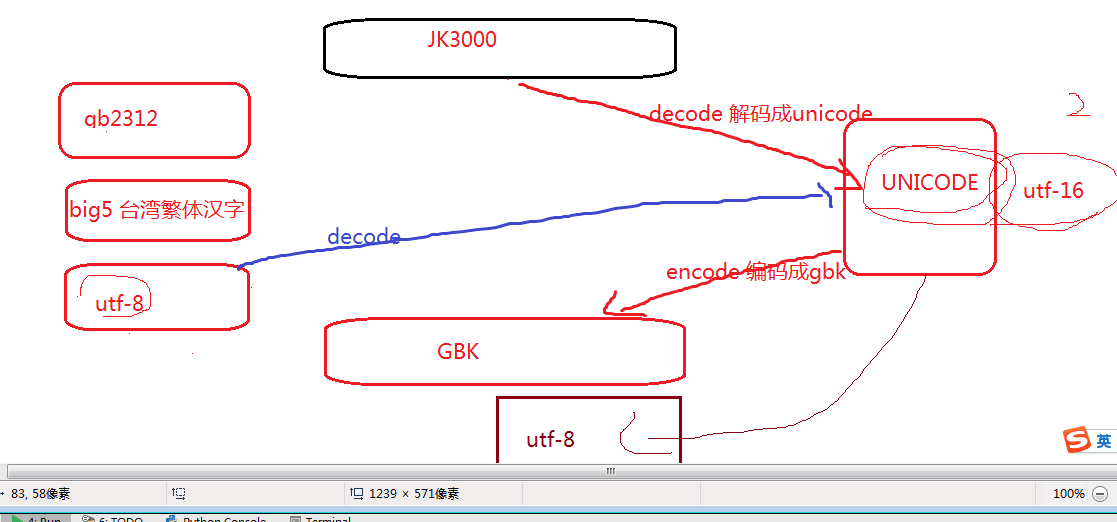 JK3000
decode 解码成unicode
2
gb2312
UNICODE
utf-16
big5 台湾繁体汉字
decode
encode 编码成gbk
utf-8
GBK
utf-8
英
83, 58像素
1239 × 571像素
100%
4: Run
6: TODO
Python Console
Terminal